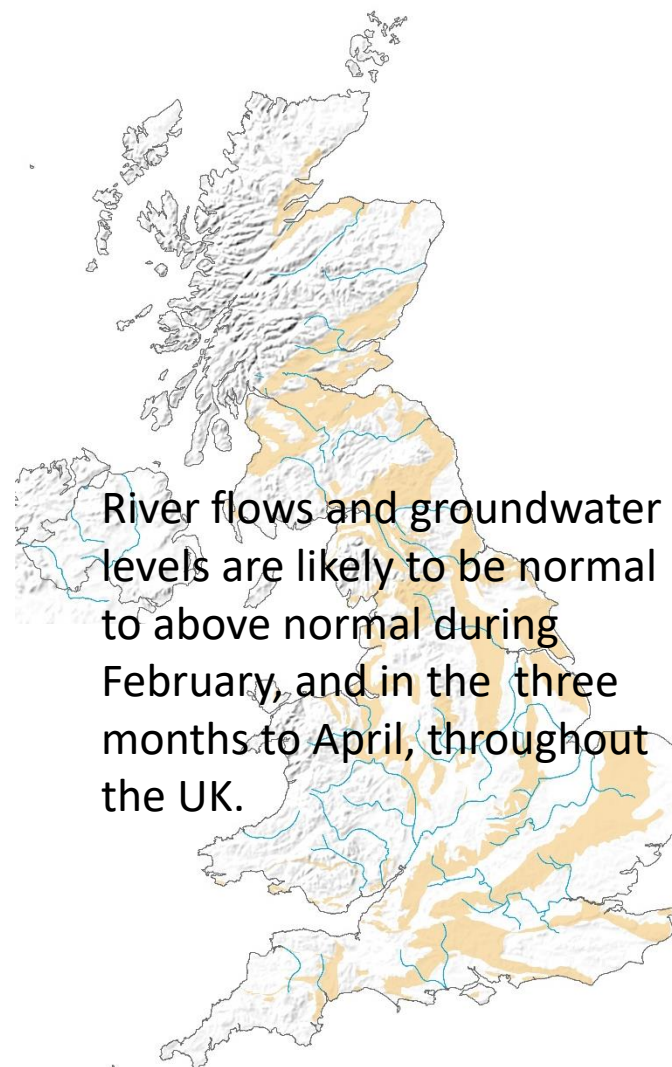 River flows and groundwater
levels are likely to be normal
to above normal during
February, and in the  three
months to April, throughout
the UK.